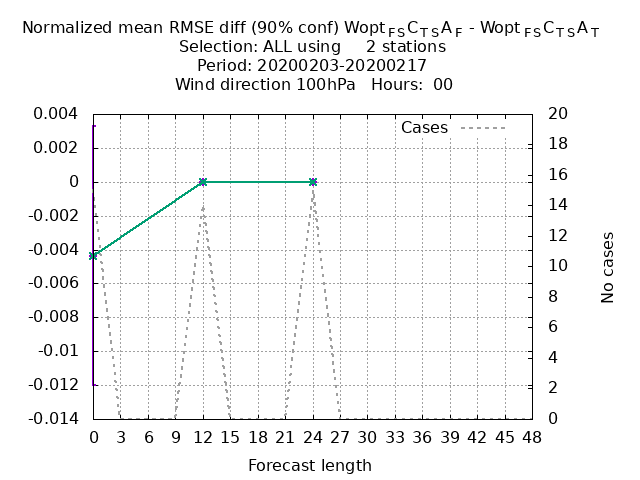 Normalized mean RMSE diff (90% conf) Wopt FS C TS A F - Wopt FS C TS A T
Selection: ALL using 2 stations
Period: 20200203-20200217
Wind direction 100hPa Hours: 00
Cases
0.004
0.002
0
-0.002
-0.004
-0.006
-0.008
-0.01
-0.012
-0.014
20
18
16
14
12
10
8
6
4
2
0
No cases
0 3 6 9 12 15 18 21 24 27 30 33 36 39 42 45 48
Forecast length